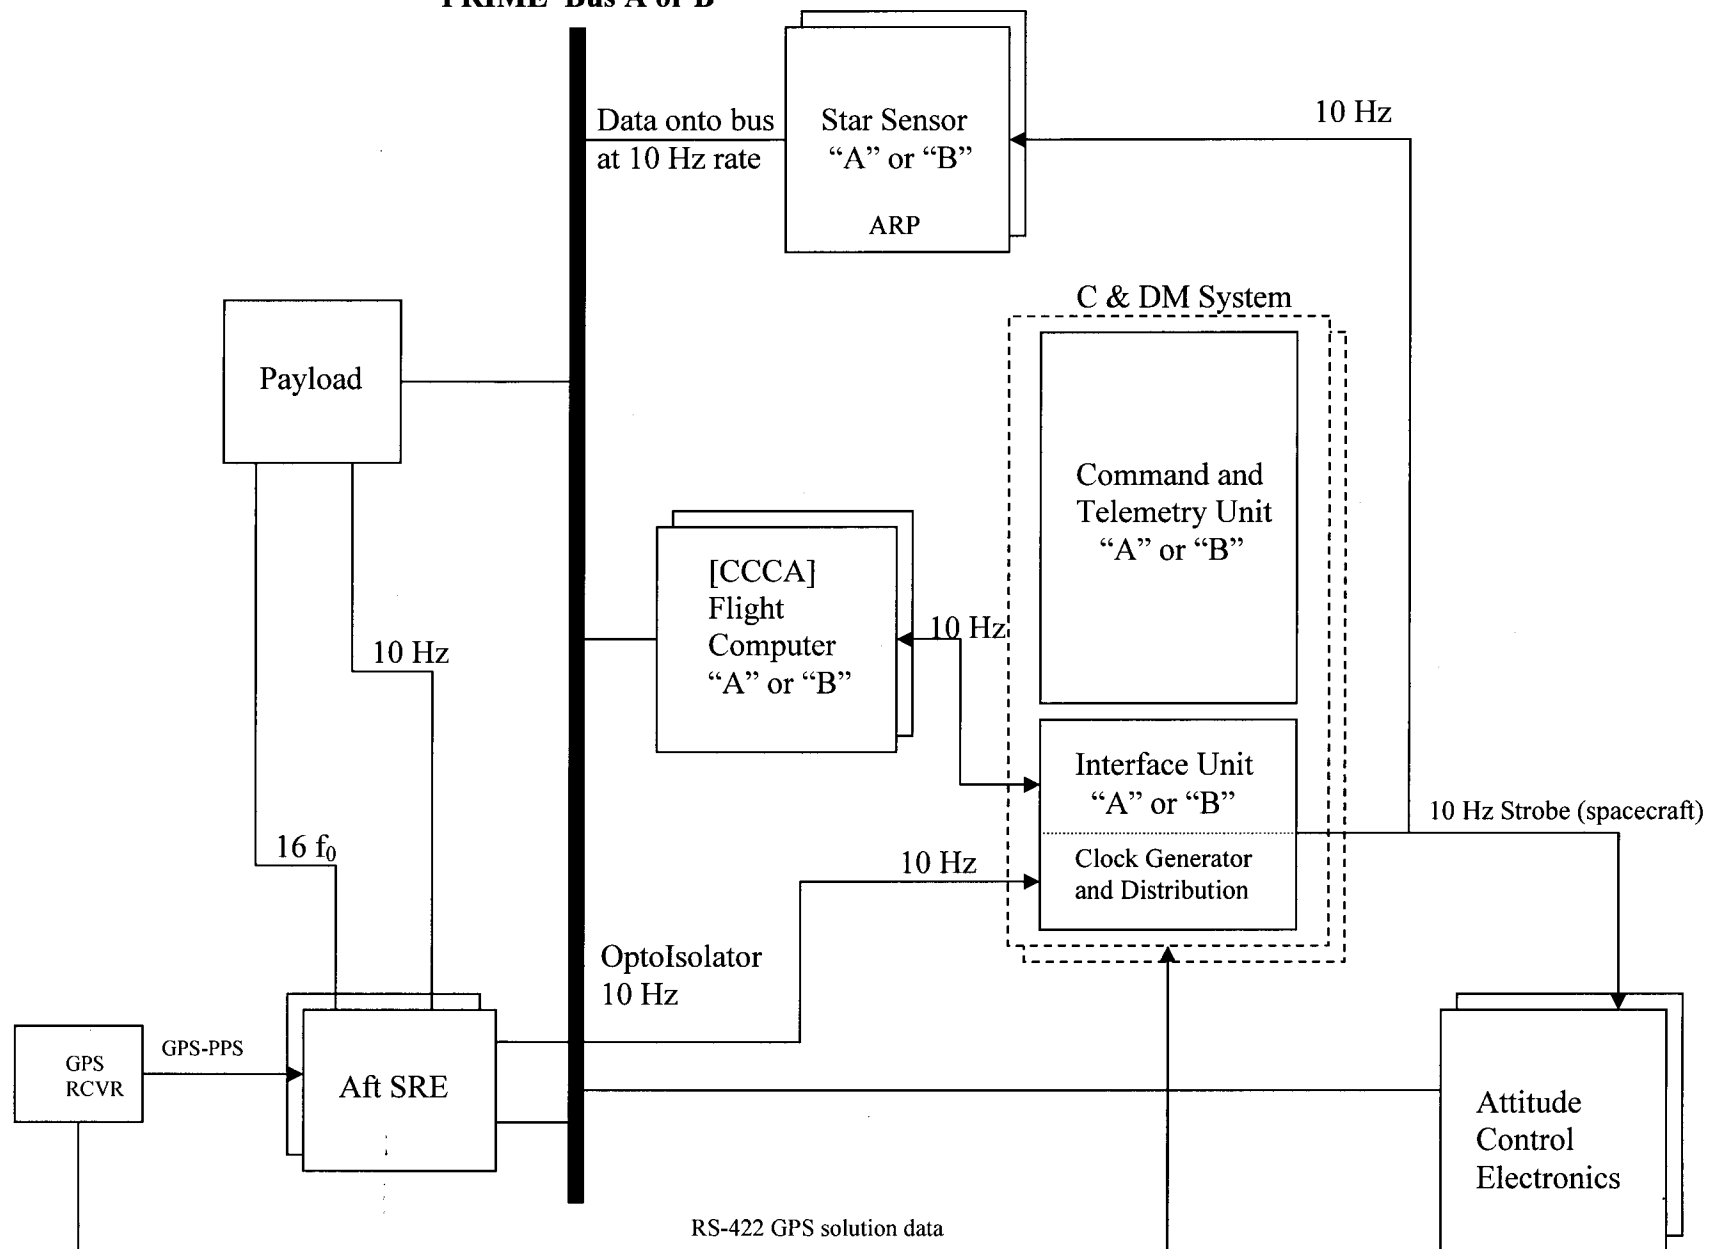 PRIME Bus A or B
Data onto bus
at 10 Hz rate
Star Sensor
“A” or “B”
ARP
10 Hz
C & DM System
Payload
Command and
Telemetry Unit
“A” or “B”
[CCCA]
Flight
Computer
“A” or “B”
10 Hz
10 Hz
Interface Unit
“A” or “B”
10 Hz Strobe (spacecraft)
16 f₀
10 Hz
Clock Generator
and Distribution
OptoIsolator
10 Hz
GPS-PPS
GPS
RCVR
Aft SRE
Attitude
Control
Electronics
RS-422 GPS solution data